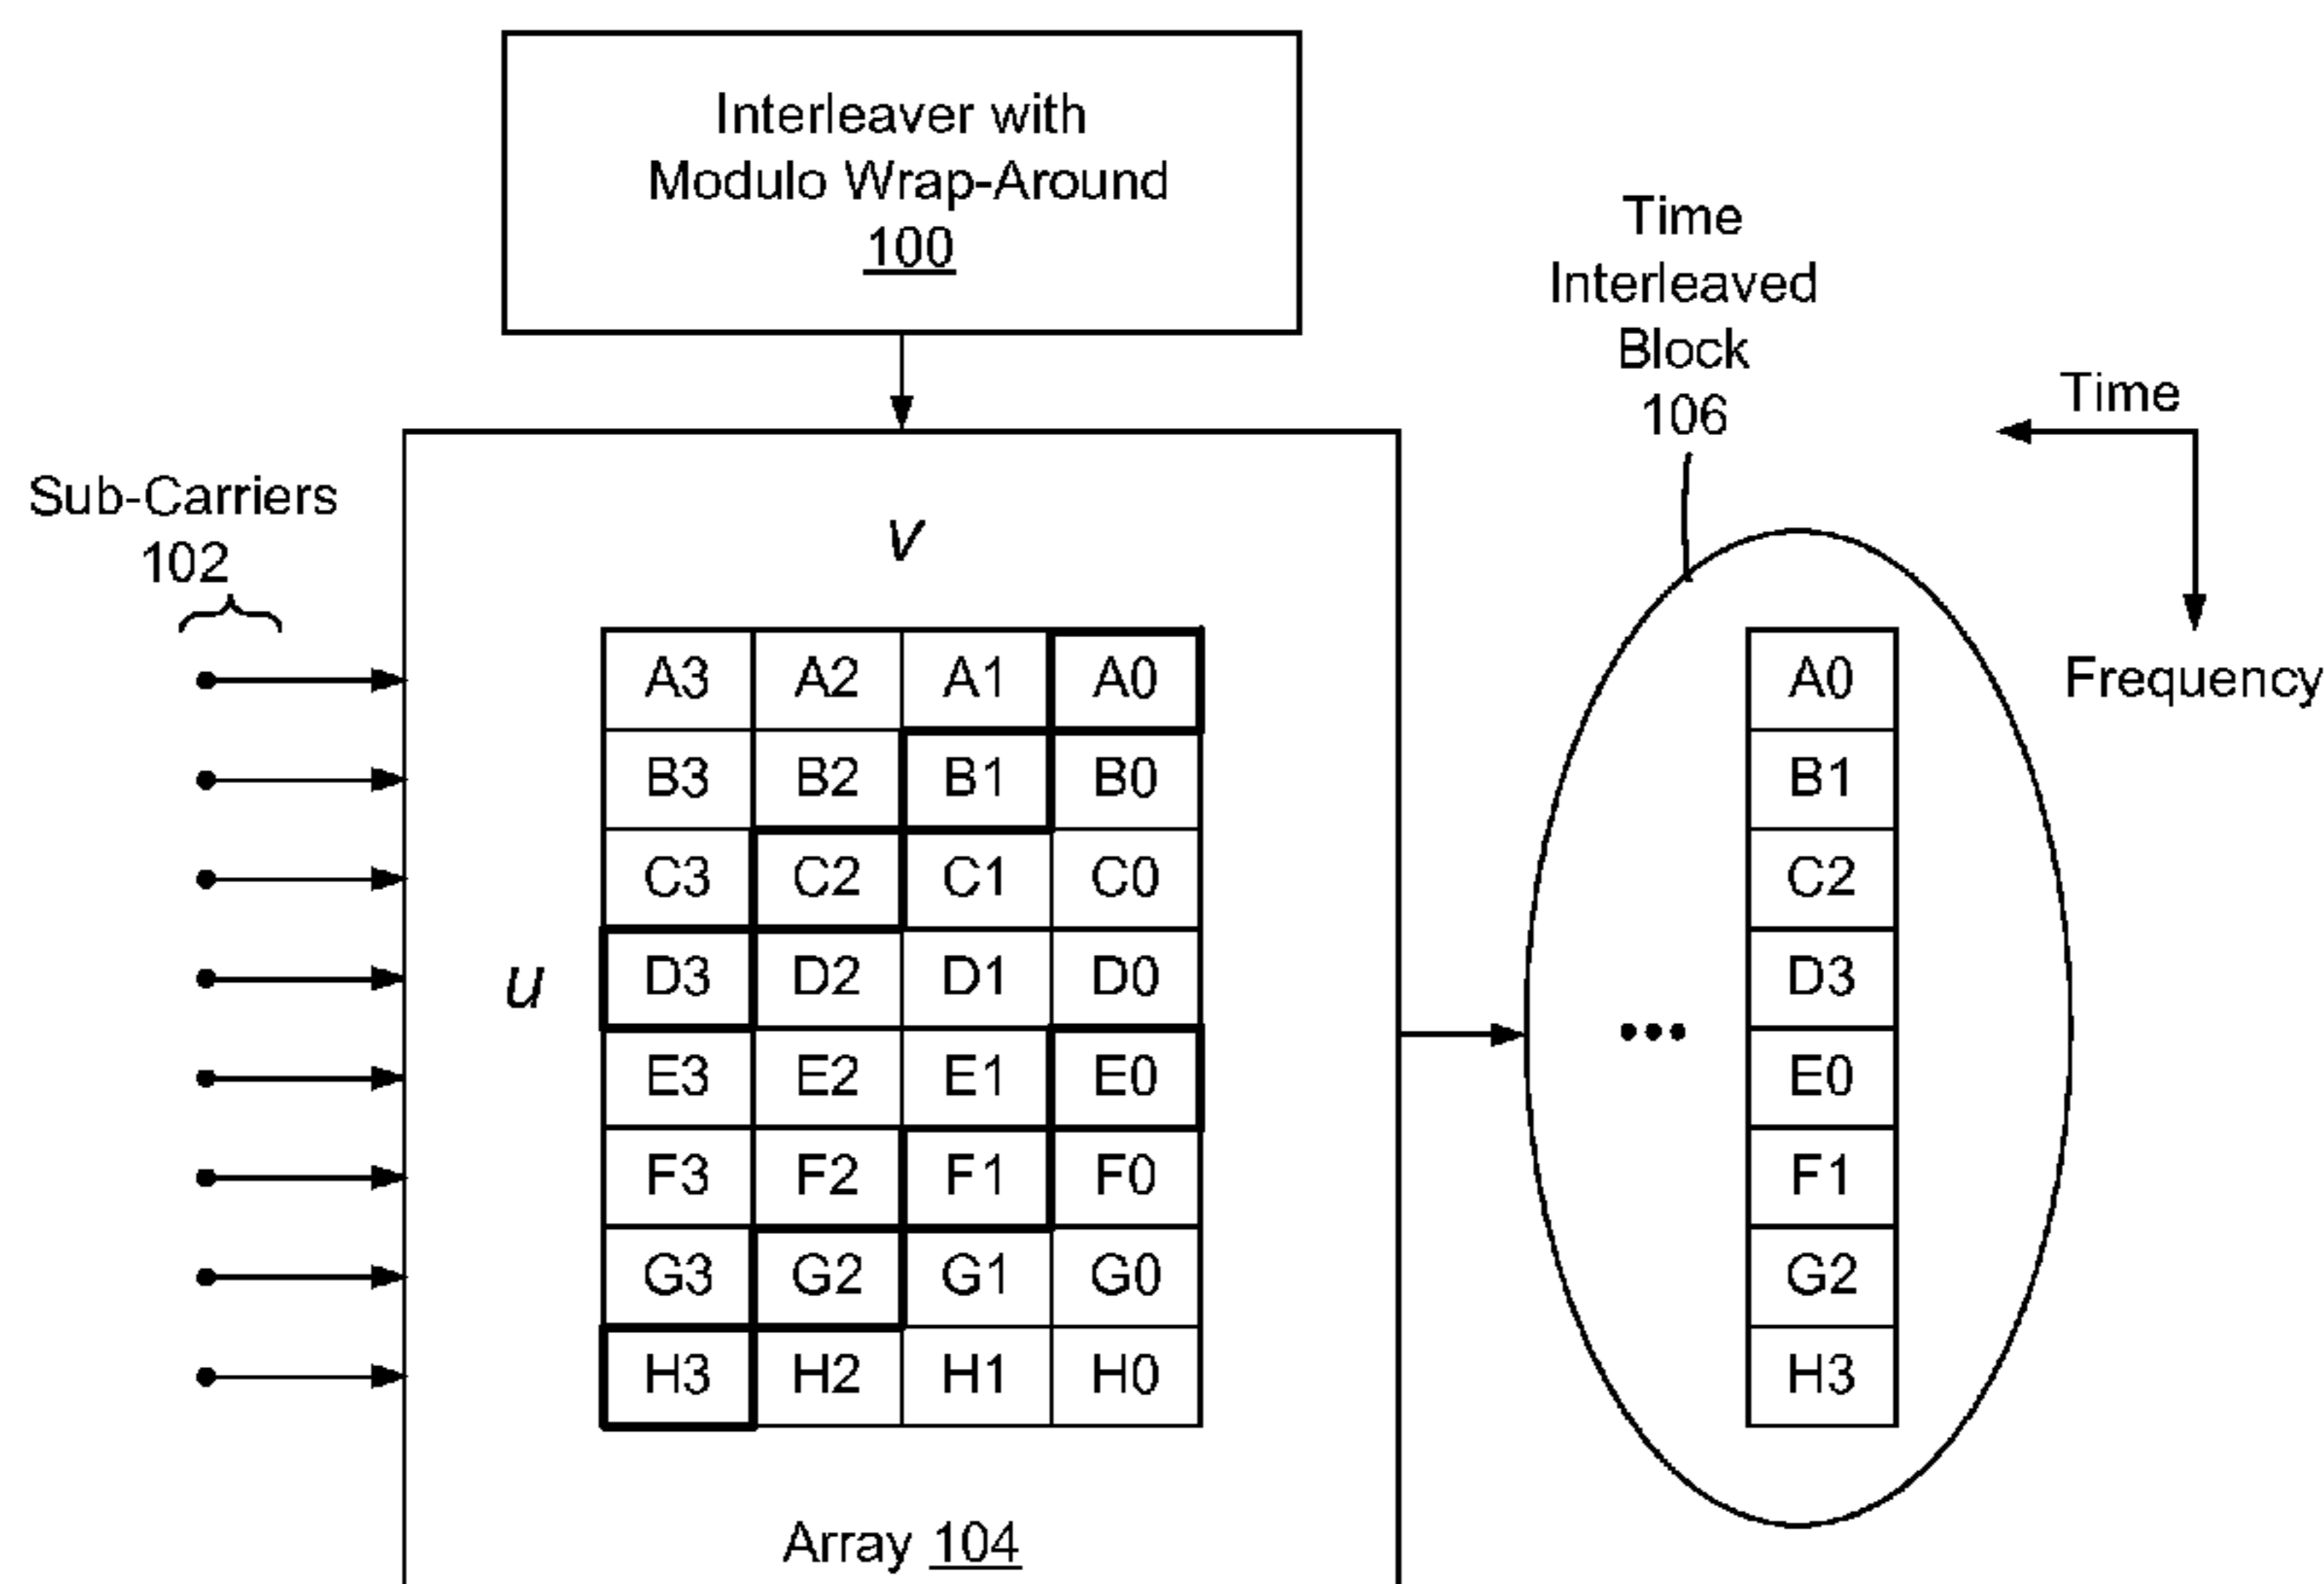 Interleaver with
Modulo Wrap-Around
100
Time
Interleaved
Block
106
Time
Frequency
Sub-Carriers
102
v
u
A3 A2 A1 A0
B3 B2 B1 B0
C3 C2 C1 C0
D3 D2 D1 D0
E3 E2 E1 E0
F3 F2 F1 F0
G3 G2 G1 G0
H3 H2 H1 H0
Array 104
•••
A0
B1
C2
D3
E0
F1
G2
H3